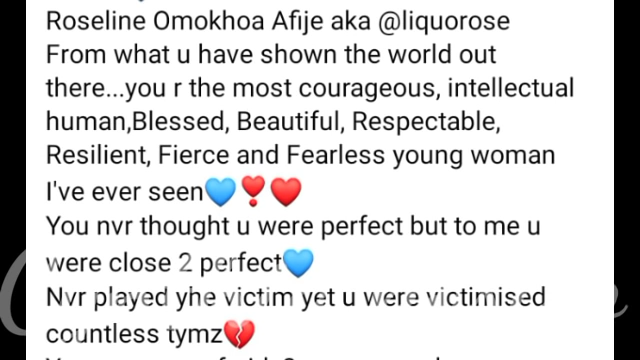 Roseline Omokhoa Afije aka @liquorose
From what u have shown the world out
there...you r the most courageous, intellectual
human,Blessed, Beautiful, Respectable,
Resilient, Fierce and Fearless young woman
I've ever seen💙❣️❤️
You nvr thought u were perfect but to me u
were close 2 perfect💙
Nvr played yhe victim yet u were victimised
countless tymz💔